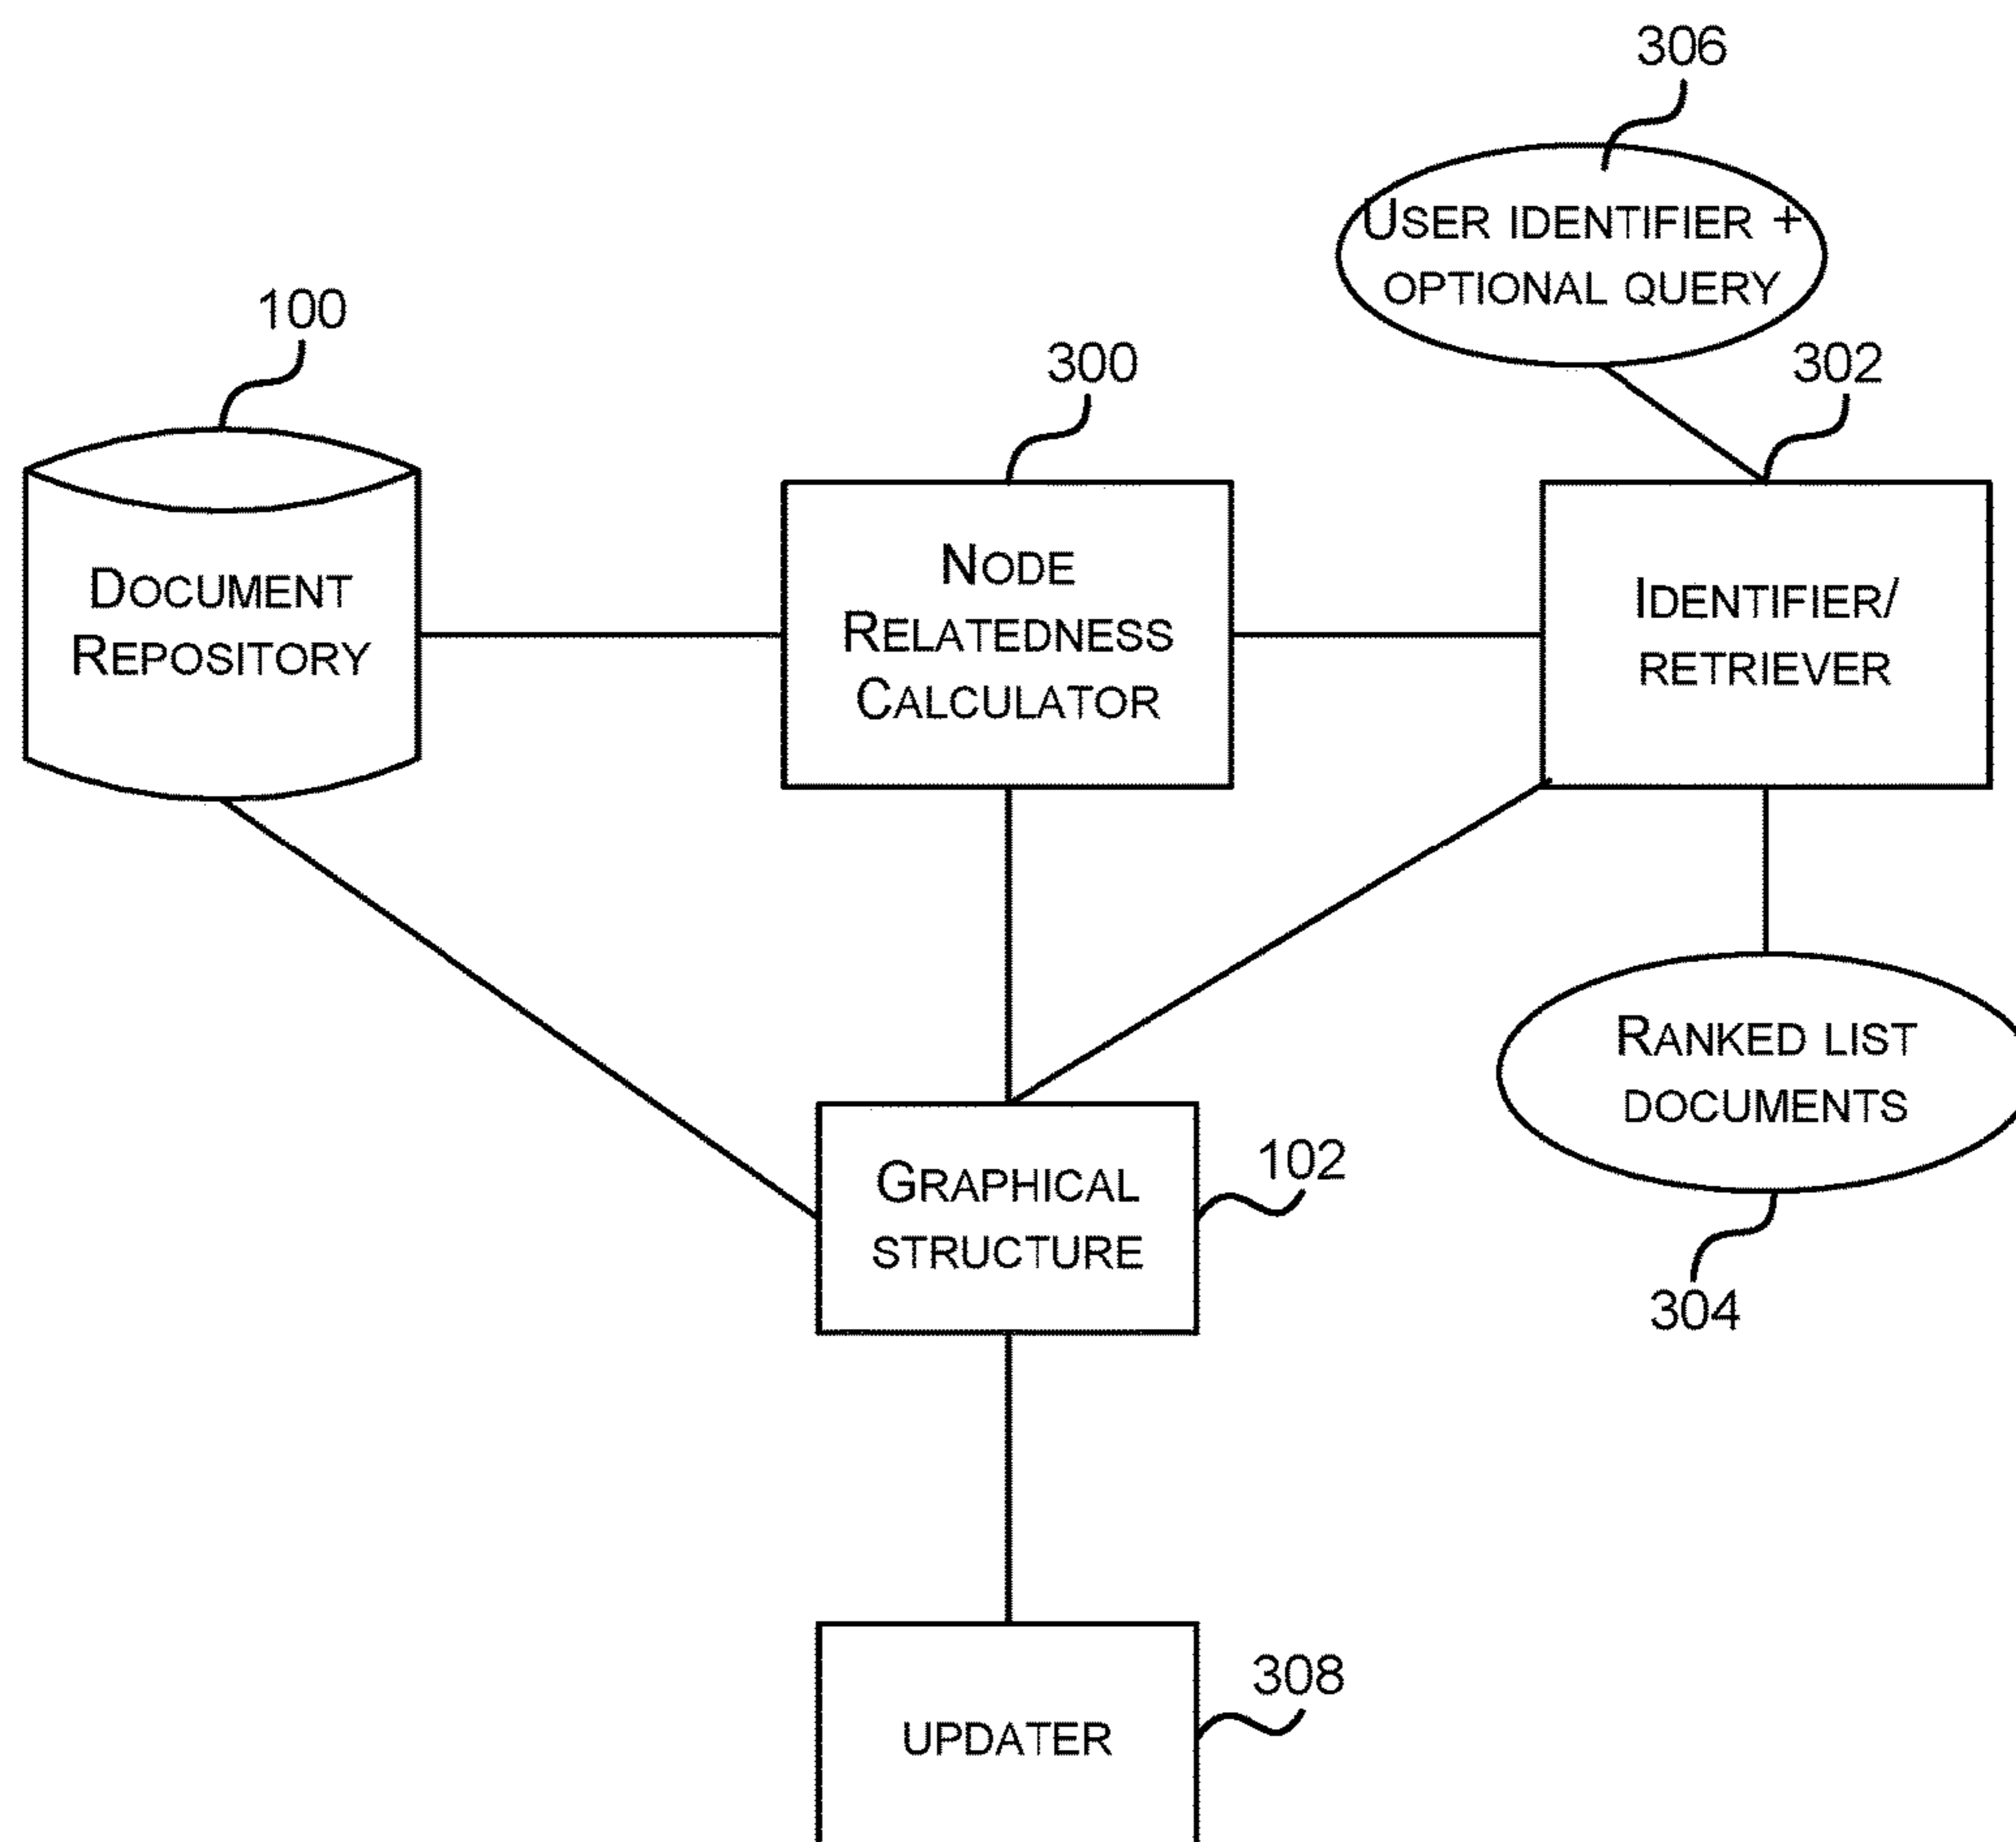 306
USER IDENTIFIER +
OPTIONAL QUERY
100
300
302
DOCUMENT
REPOSITORY
NODE
RELATEDNESS
CALCULATOR
IDENTIFIER/
RETRIEVER
RANKED LIST
DOCUMENTS
304
GRAPHICAL
STRUCTURE
102
UPDATER
308